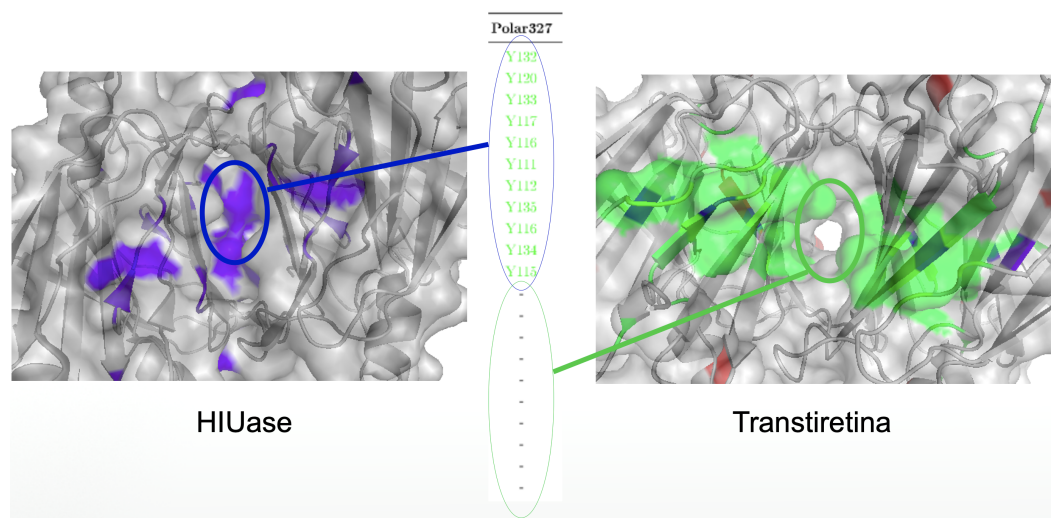 Polar327
Y132
Y120
Y133
Y117
Y116
Y111
Y112
Y135
Y116
Y134
Y115
-
-
-
-
-
-
-
-
-
-
HIUase
Transtiretina